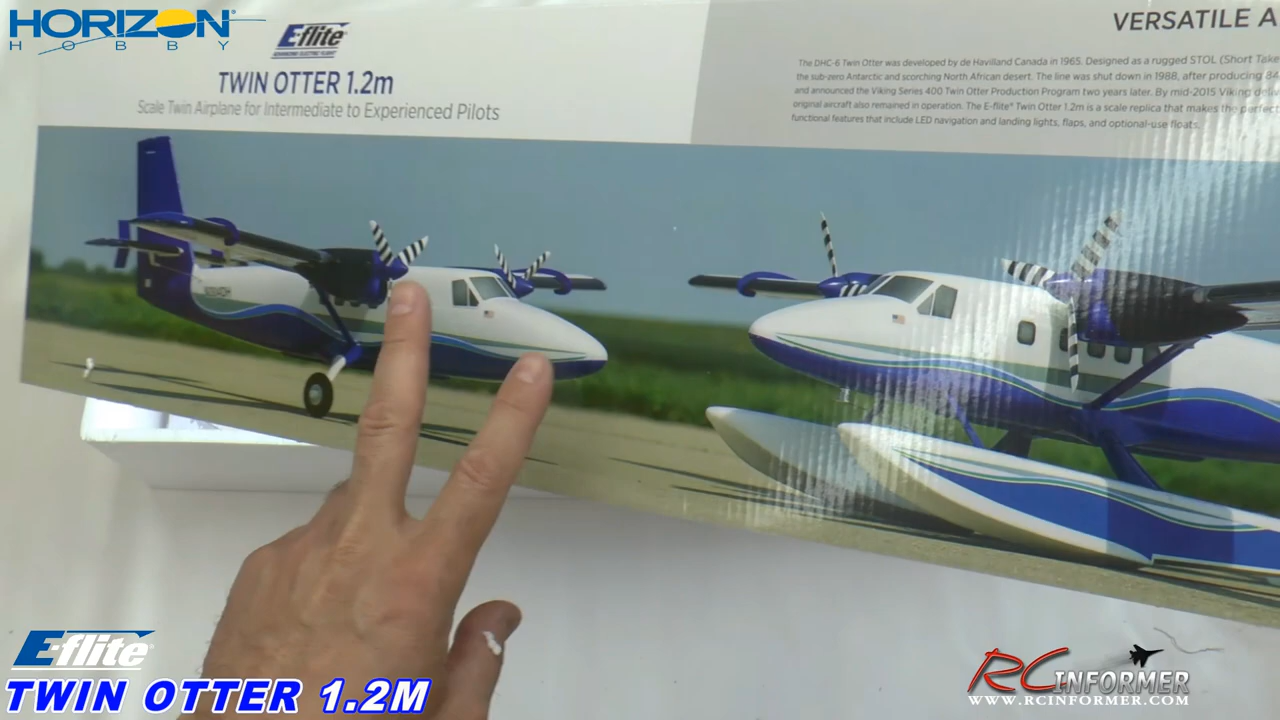 HORIZON
HOBBY
E-flite
ADVANCING ELECTRIC FLIGHT
TWIN OTTER 1.2m
Scale Twin Airplane for Intermediate to Experienced Pilots
VERSATILE A
The DHC-6 Twin Otter was developed by de Havilland Canada in 1965. Designed as a rugged STOL (Short Take
the sub-zero Antarctic and scorching North African desert. The line was shut down in 1988, after producing 84
and announced the Viking Series 400 Twin Otter Production Program two years later. By mid-2015 Viking deliv
original aircraft also remained in operation. The E-flite® Twin Otter 1.2m is a scale replica that makes the perfect
functional features that include LED navigation and landing lights, flaps, and optional-use floats.
E-flite
TWIN OTTER 1.2M
RC INFORMER
WWW.RCINFORMER.COM